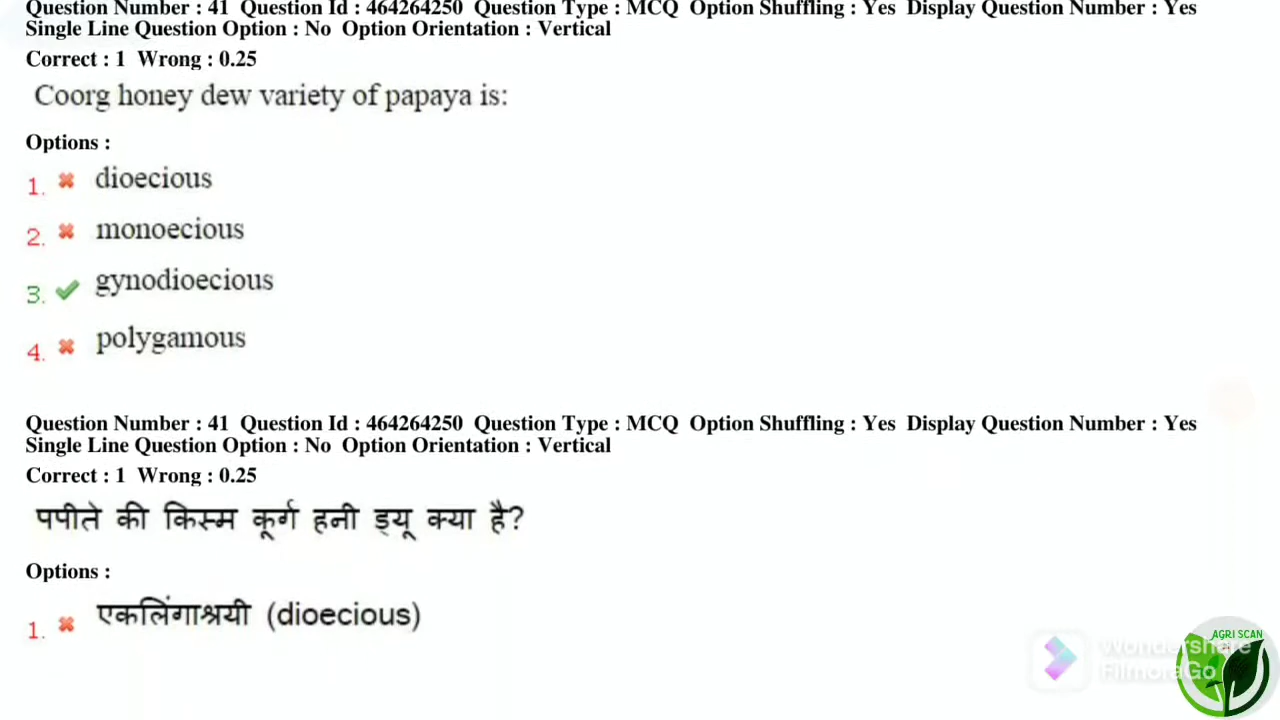 Question Number : 41 Question Id : 464264250 Question Type : MCQ Option Shuffling : Yes Display Question Number : Yes
Single Line Question Option : No Option Orientation : Vertical
Correct : 1 Wrong : 0.25
Coorg honey dew variety of papaya is:
Options :
1. dioecious
2. monoecious
3. gynodioecious
4. polygamous
Question Number : 41 Question Id : 464264250 Question Type : MCQ Option Shuffling : Yes Display Question Number : Yes
Single Line Question Option : No Option Orientation : Vertical
Correct : 1 Wrong : 0.25
पपीते की किस्म कूर्ग हनी ड्यू क्या है?
Options :
1. एकलिंगाश्रयी (dioecious)
AGRI SCAN
Wondershare
FilmoraGo